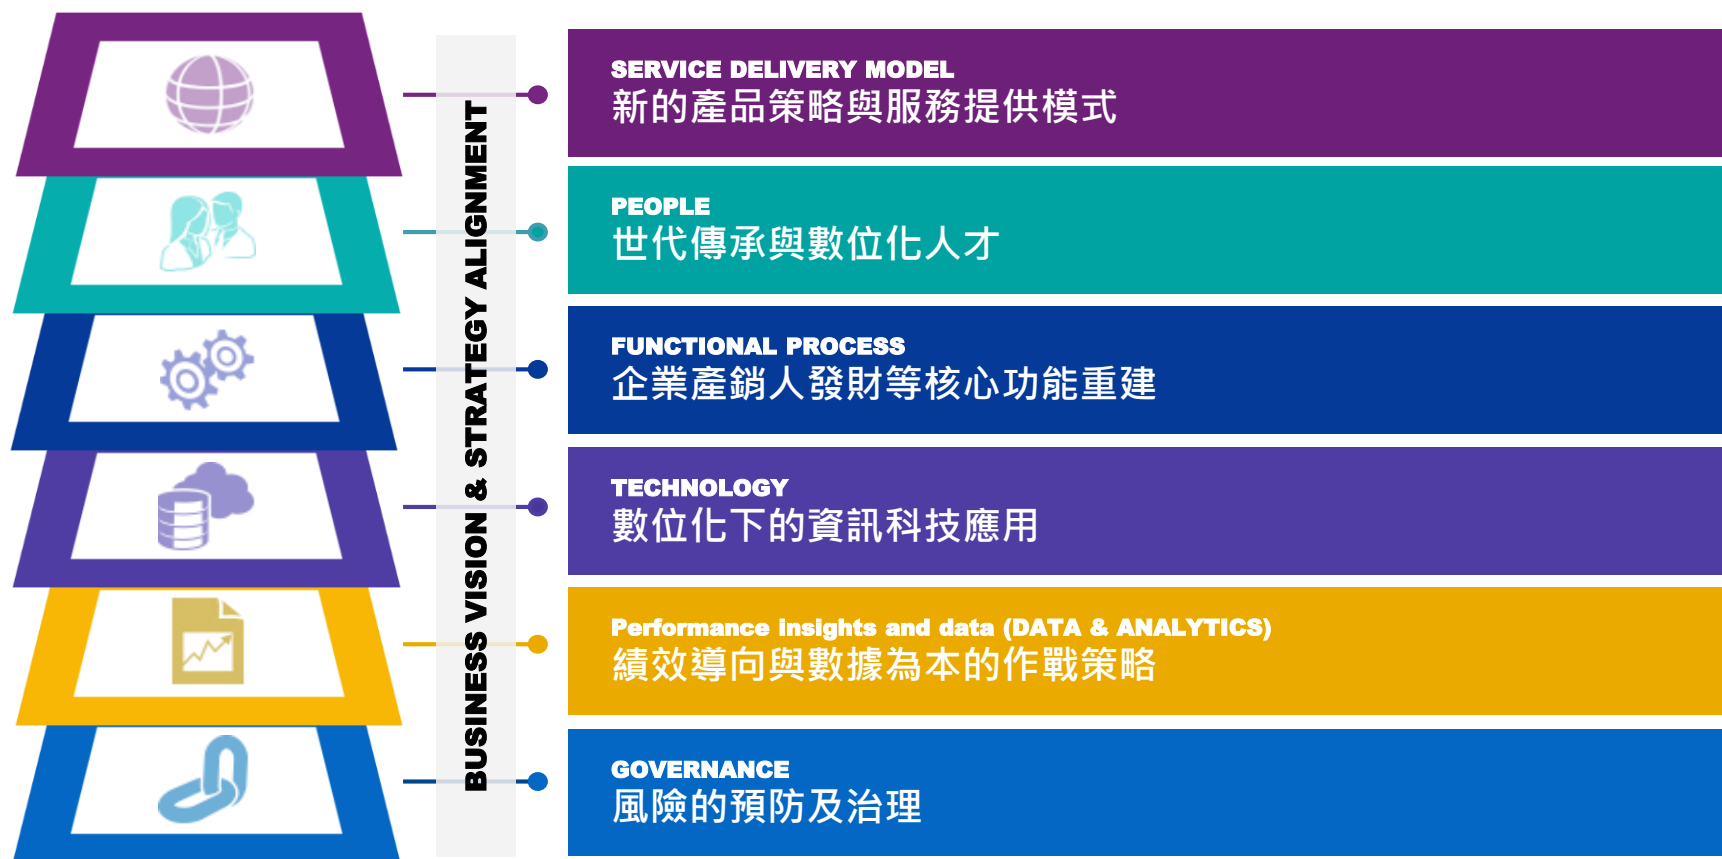 BUSINESS VISION & STRATEGY ALIGNMENT
SERVICE DELIVERY MODEL
新的產品策略與服務提供模式
PEOPLE
世代傳承與數位化人才
FUNCTIONAL PROCESS
企業產銷人發財等核心功能重建
TECHNOLOGY
數位化下的資訊科技應用
Performance insights and data (DATA & ANALYTICS)
績效導向與數據為本的作戰策略
GOVERNANCE
風險的預防及治理